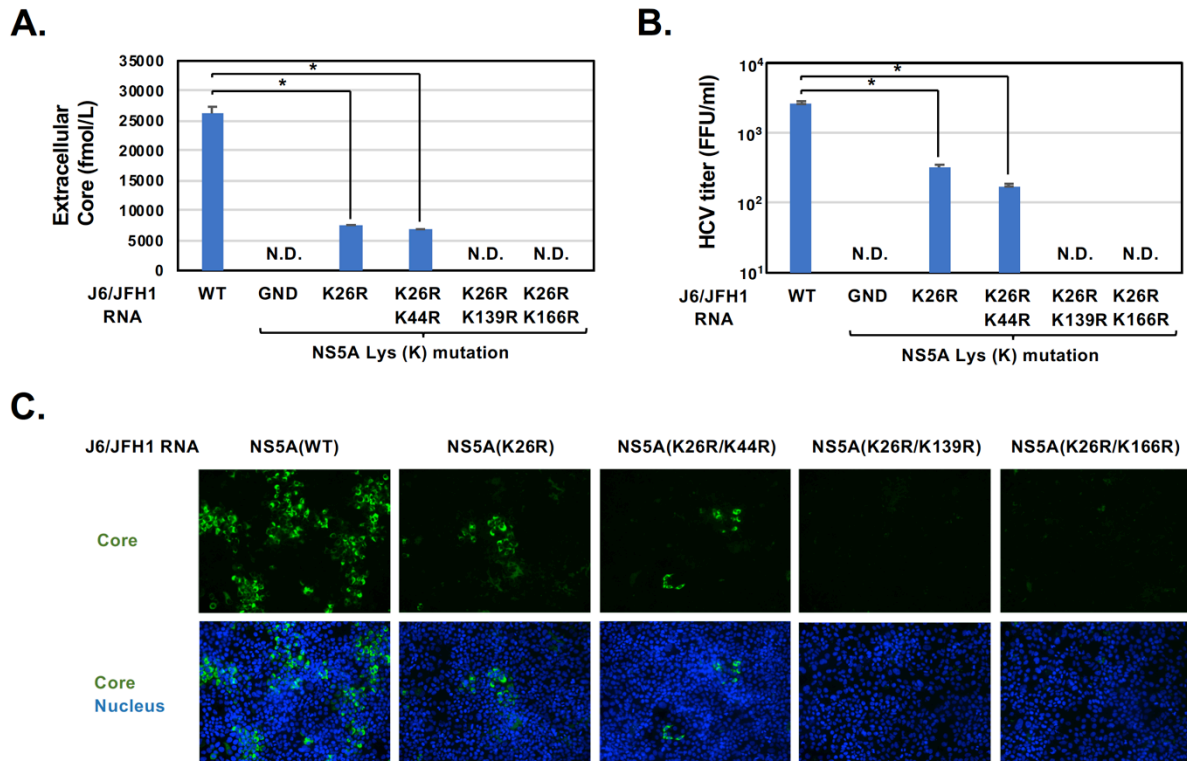 A.
Extracellular
Core (fmol/L)
35000
30000
25000
20000
15000
10000
5000
0
*
*
N.D.
N.D.
N.D.
J6/JFH1
RNA
WT
GND
K26R
K26R
K44R
K26R
K139R
K26R
K166R
NS5A Lys (K) mutation
B.
HCV titer (FFU/ml)
10⁴
10³
10²
10¹
*
*
N.D.
N.D.
N.D.
J6/JFH1
RNA
WT
GND
K26R
K26R
K44R
K26R
K139R
K26R
K166R
NS5A Lys (K) mutation
C.
J6/JFH1 RNA
NS5A(WT)
NS5A(K26R)
NS5A(K26R/K44R)
NS5A(K26R/K139R)
NS5A(K26R/K166R)
Core
Core
Nucleus